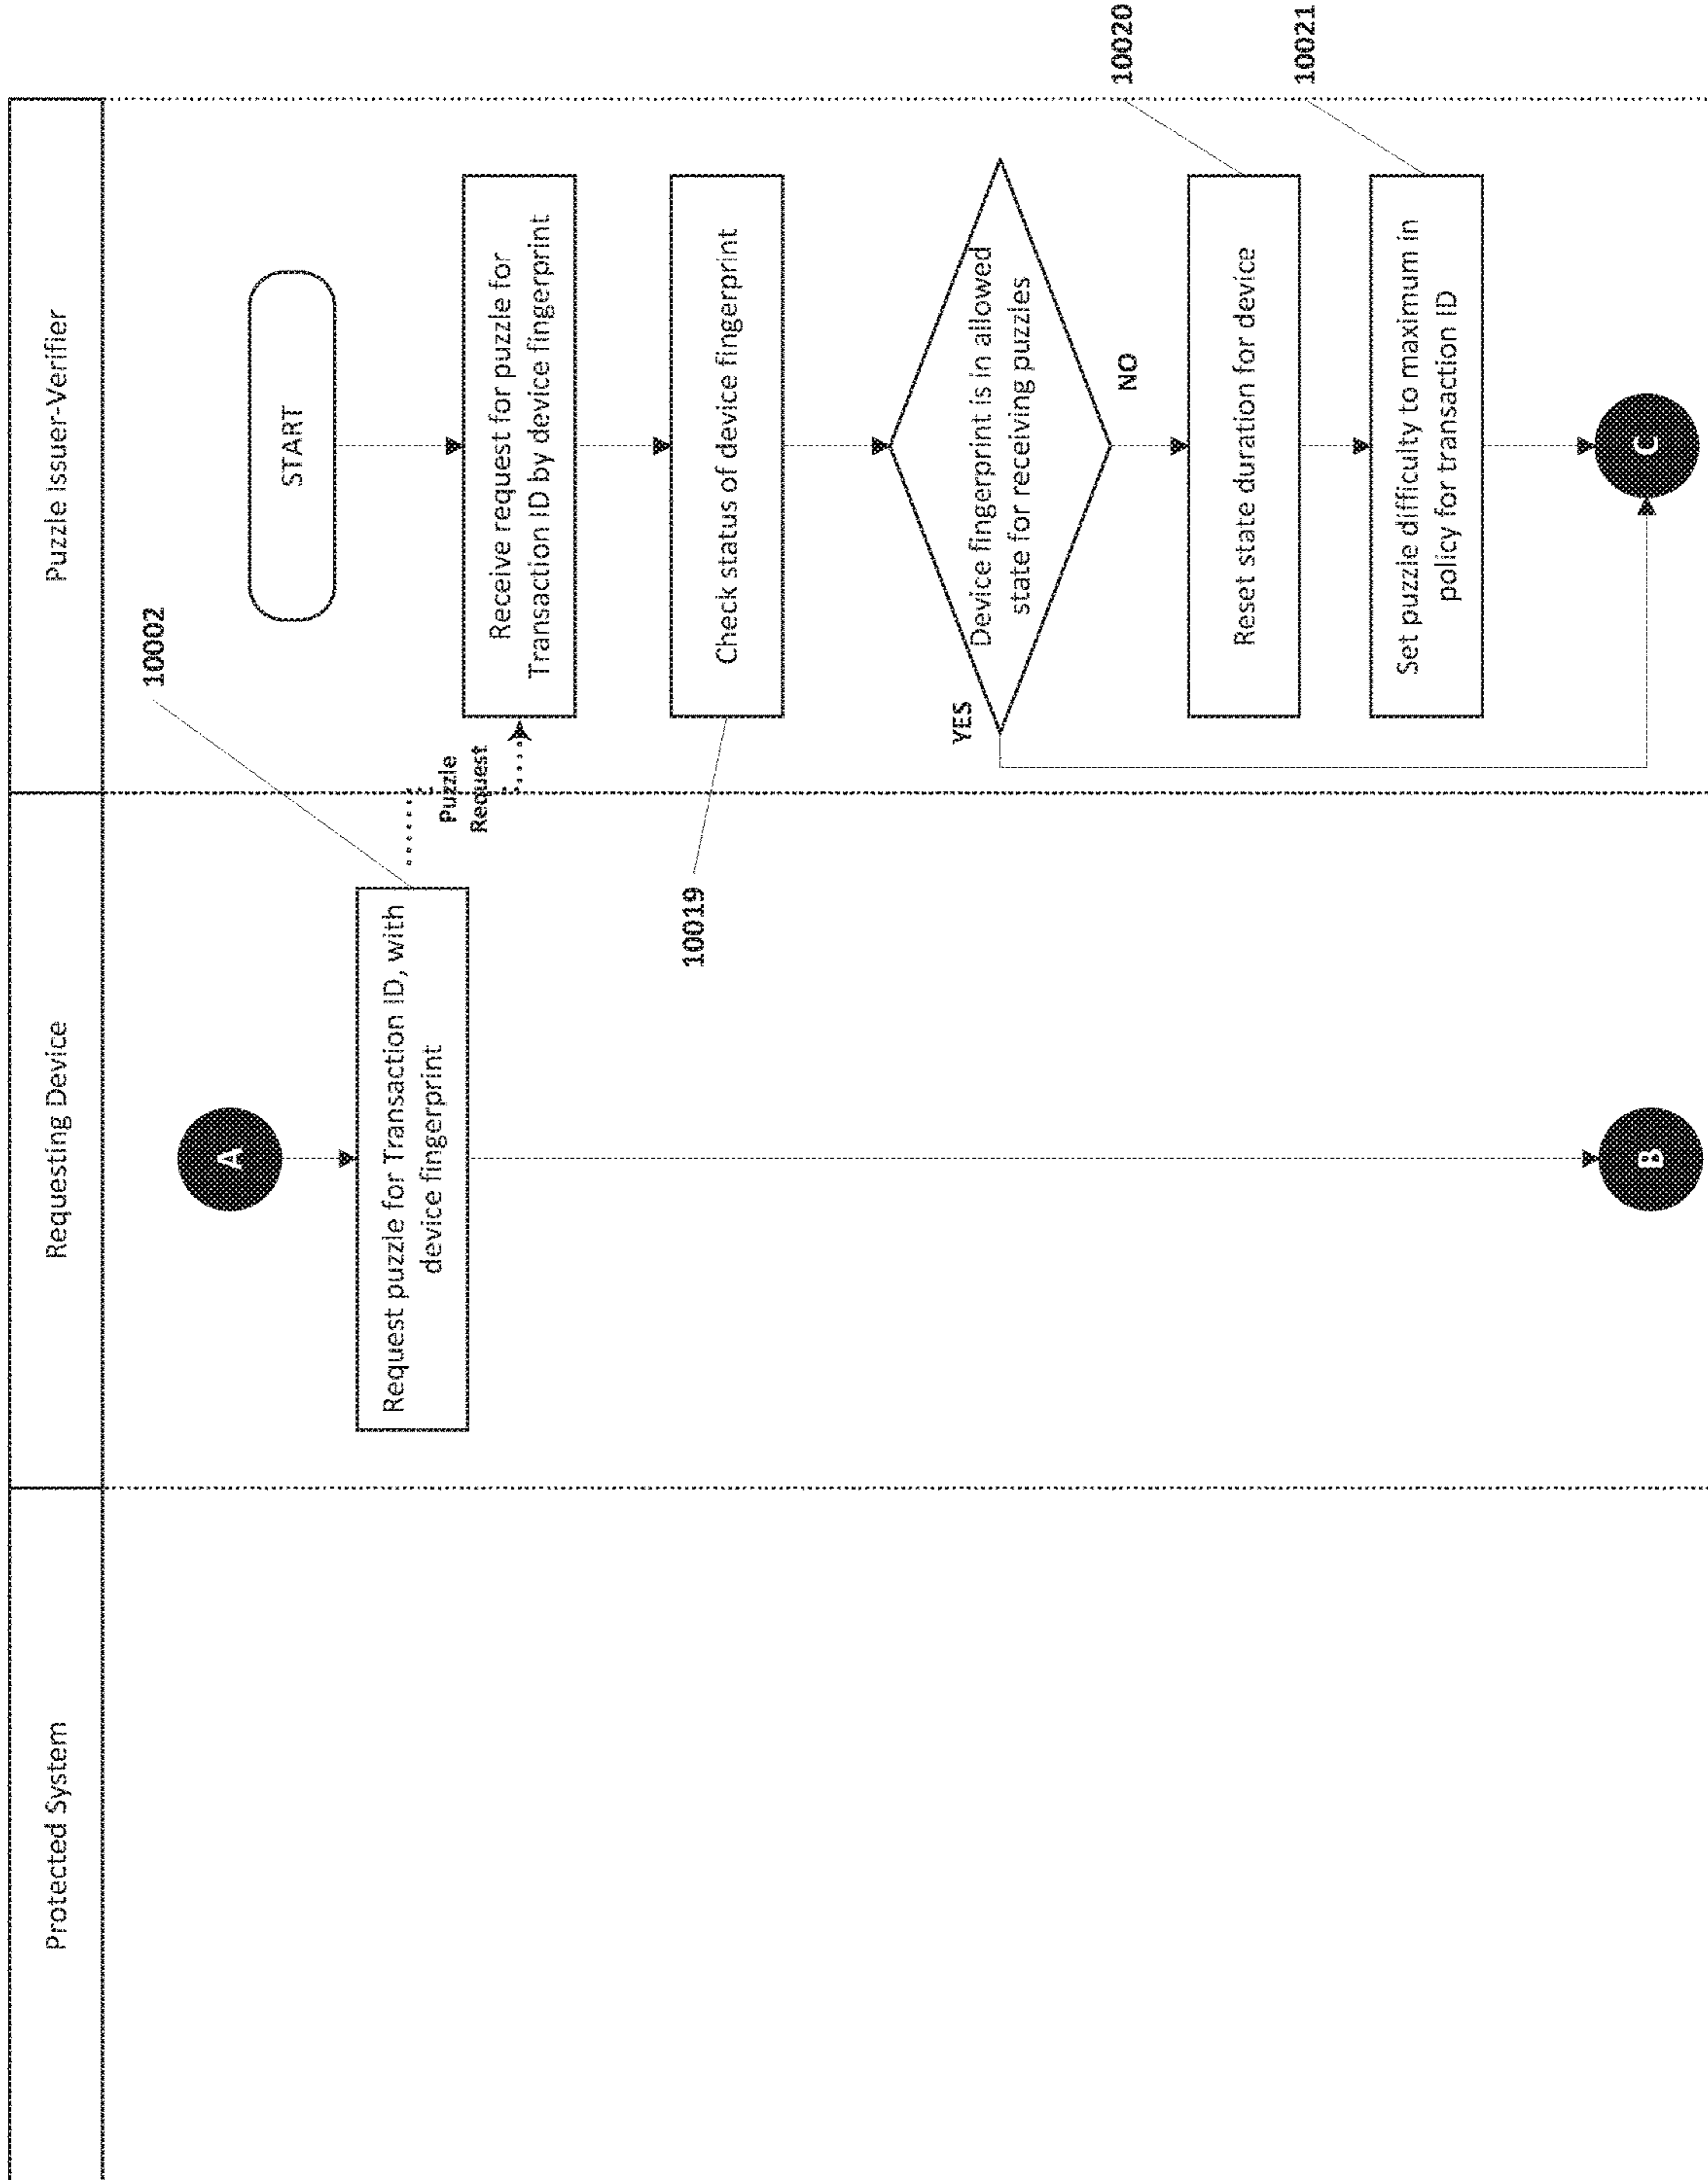 Protected System
Requesting Device
Puzzle Issuer-Verifier
A
10002
Request puzzle for Transaction ID, with
device fingerprint
Puzzle
Request
START
Receive request for puzzle for
Transaction ID by device fingerprint
10019
Check status of device fingerprint
Device fingerprint is in allowed
state for receiving puzzles
YES
NO
10020
Reset state duration for device
10021
Set puzzle difficulty to maximum in
policy for transaction ID
B
C